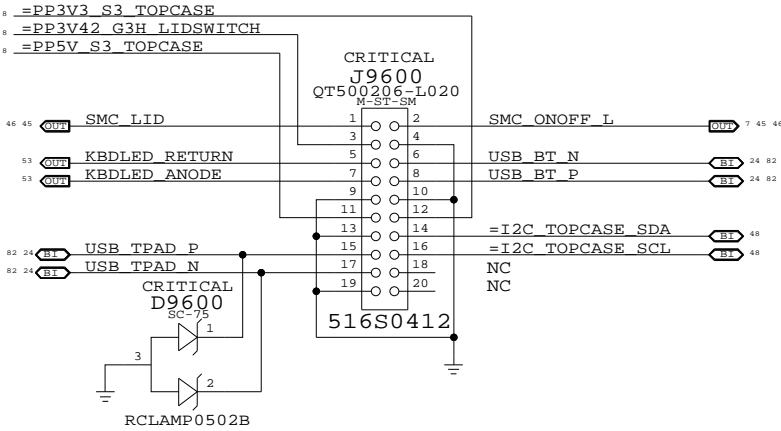 8 =PP3V3_S3_TOPCASE
8 =PP3V42_G3H_LIDSWITCH
8 =PP5V_S3_TOPCASE
CRITICAL
J9600
QT500206-L020
M-ST-SM
46 45 OUT SMC_LID 1 2 SMC_ONOFF_L OUT 7 45 46
3 4
53 OUT KBDLED_RETURN 5 6 USB_BT_N BI 24 82
53 OUT KBDLED_ANODE 7 8 USB_BT_P BI 24 82
9 10
11 12
13 14 =I2C_TOPCASE_SDA BI 48
82 24 BI USB_TPAD_P 15 16 =I2C_TOPCASE_SCL BI 48
82 24 BI USB_TPAD_N 17 18 NC
19 20 NC
516S0412
CRITICAL
D9600
SC-75
1
3
2
RCLAMP0502B